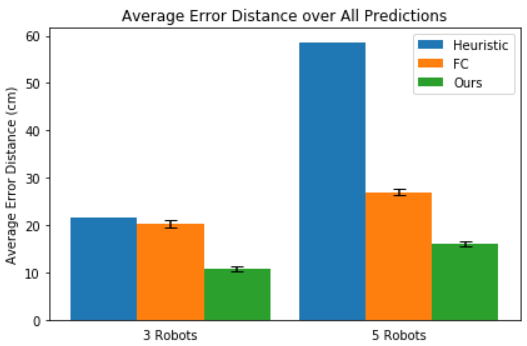 Average Error Distance over All Predictions
Average Error Distance (cm)
60
50
40
30
20
10
0
Heuristic
FC
Ours
3 Robots
5 Robots